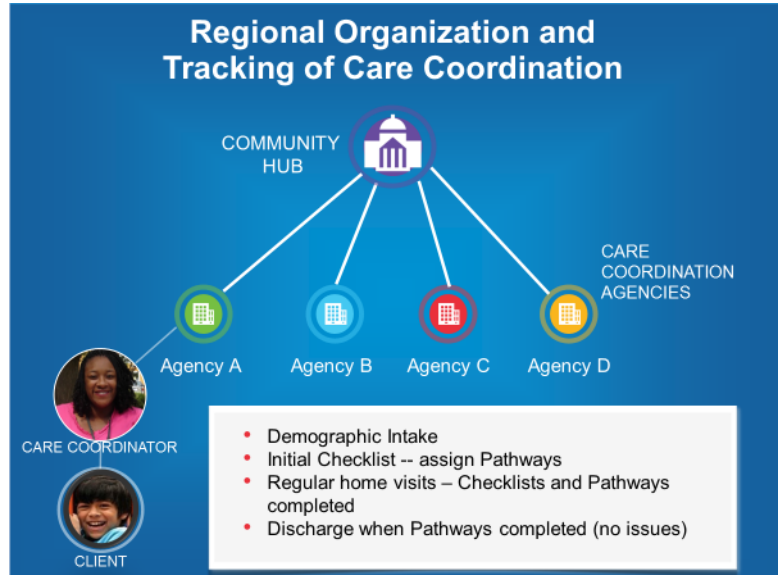 Regional Organization and
Tracking of Care Coordination
COMMUNITY
HUB
CARE
COORDINATION
AGENCIES
Agency A
Agency B
Agency C
Agency D
CARE COORDINATOR
CLIENT
• Demographic Intake
• Initial Checklist -- assign Pathways
• Regular home visits – Checklists and Pathways
completed
• Discharge when Pathways completed (no issues)